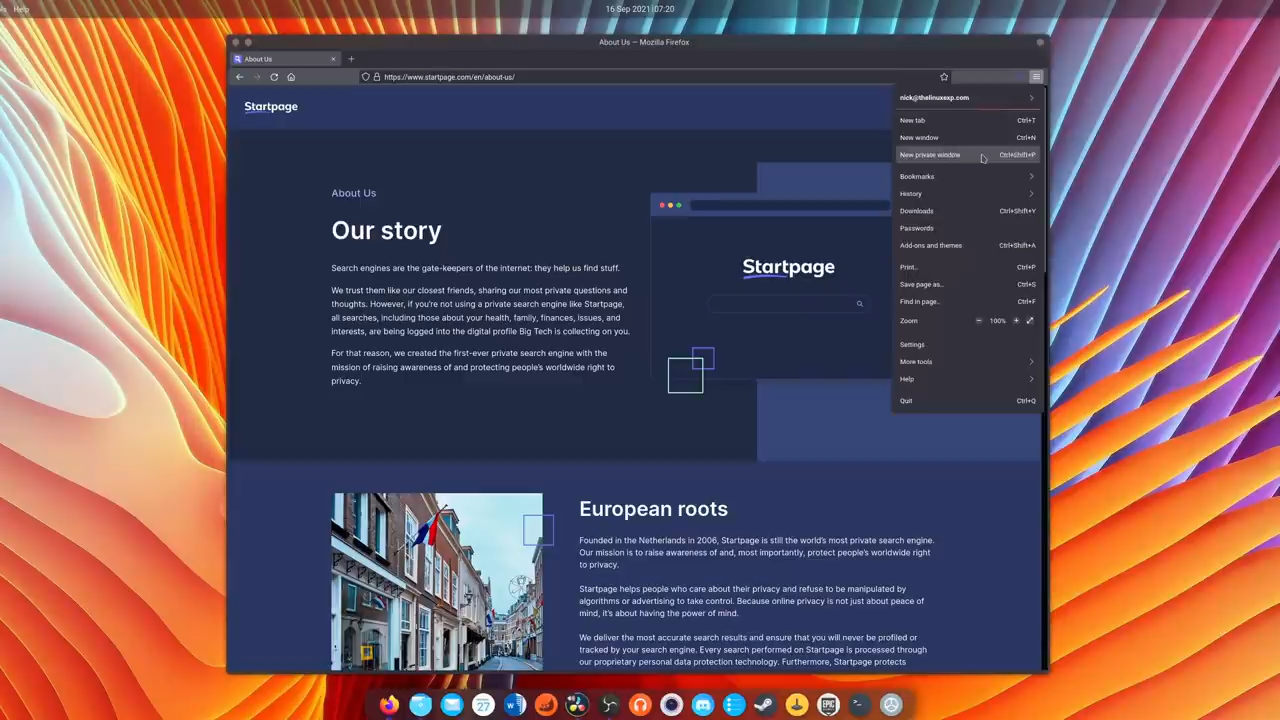 Help
16 Sep 2021 | 07:20
About Us — Mozilla Firefox
About Us
https://www.startpage.com/en/about-us/
Startpage
nick@thelinuxexp.com
New tab Ctrl+T
New window Ctrl+N
New private window Ctrl+Shift+P
Bookmarks
History
Downloads Ctrl+Shift+Y
Passwords
Add-ons and themes Ctrl+Shift+A
Print... Ctrl+P
Save page as... Ctrl+S
Find in page... Ctrl+F
Zoom 100%
Settings
More tools
Help
Quit Ctrl+Q
About Us
Our story
Search engines are the gate-keepers of the internet: they help us find stuff.
We trust them like our closest friends, sharing our most private questions and
thoughts. However, if you're not using a private search engine like Startpage,
all searches, including those about your health, family, finances, issues, and
interests, are being logged into the digital profile Big Tech is collecting on you.
For that reason, we created the first-ever private search engine with the
mission of raising awareness of and protecting people's worldwide right to
privacy.
Startpage
European roots
Founded in the Netherlands in 2006, Startpage is still the world's most private search engine.
Our mission is to raise awareness of and, most importantly, protect people's worldwide right
to privacy.
Startpage helps people who care about their privacy and refuse to be manipulated by
algorithms or advertising to take control. Because online privacy is not just about peace of
mind, it's about having the power of mind.
We deliver the most accurate search results and ensure that you will never be profiled or
tracked by your search engine. Every search performed on Startpage is processed through
our proprietary personal data protection technology. Furthermore, Startpage protects
27
W
EPIC